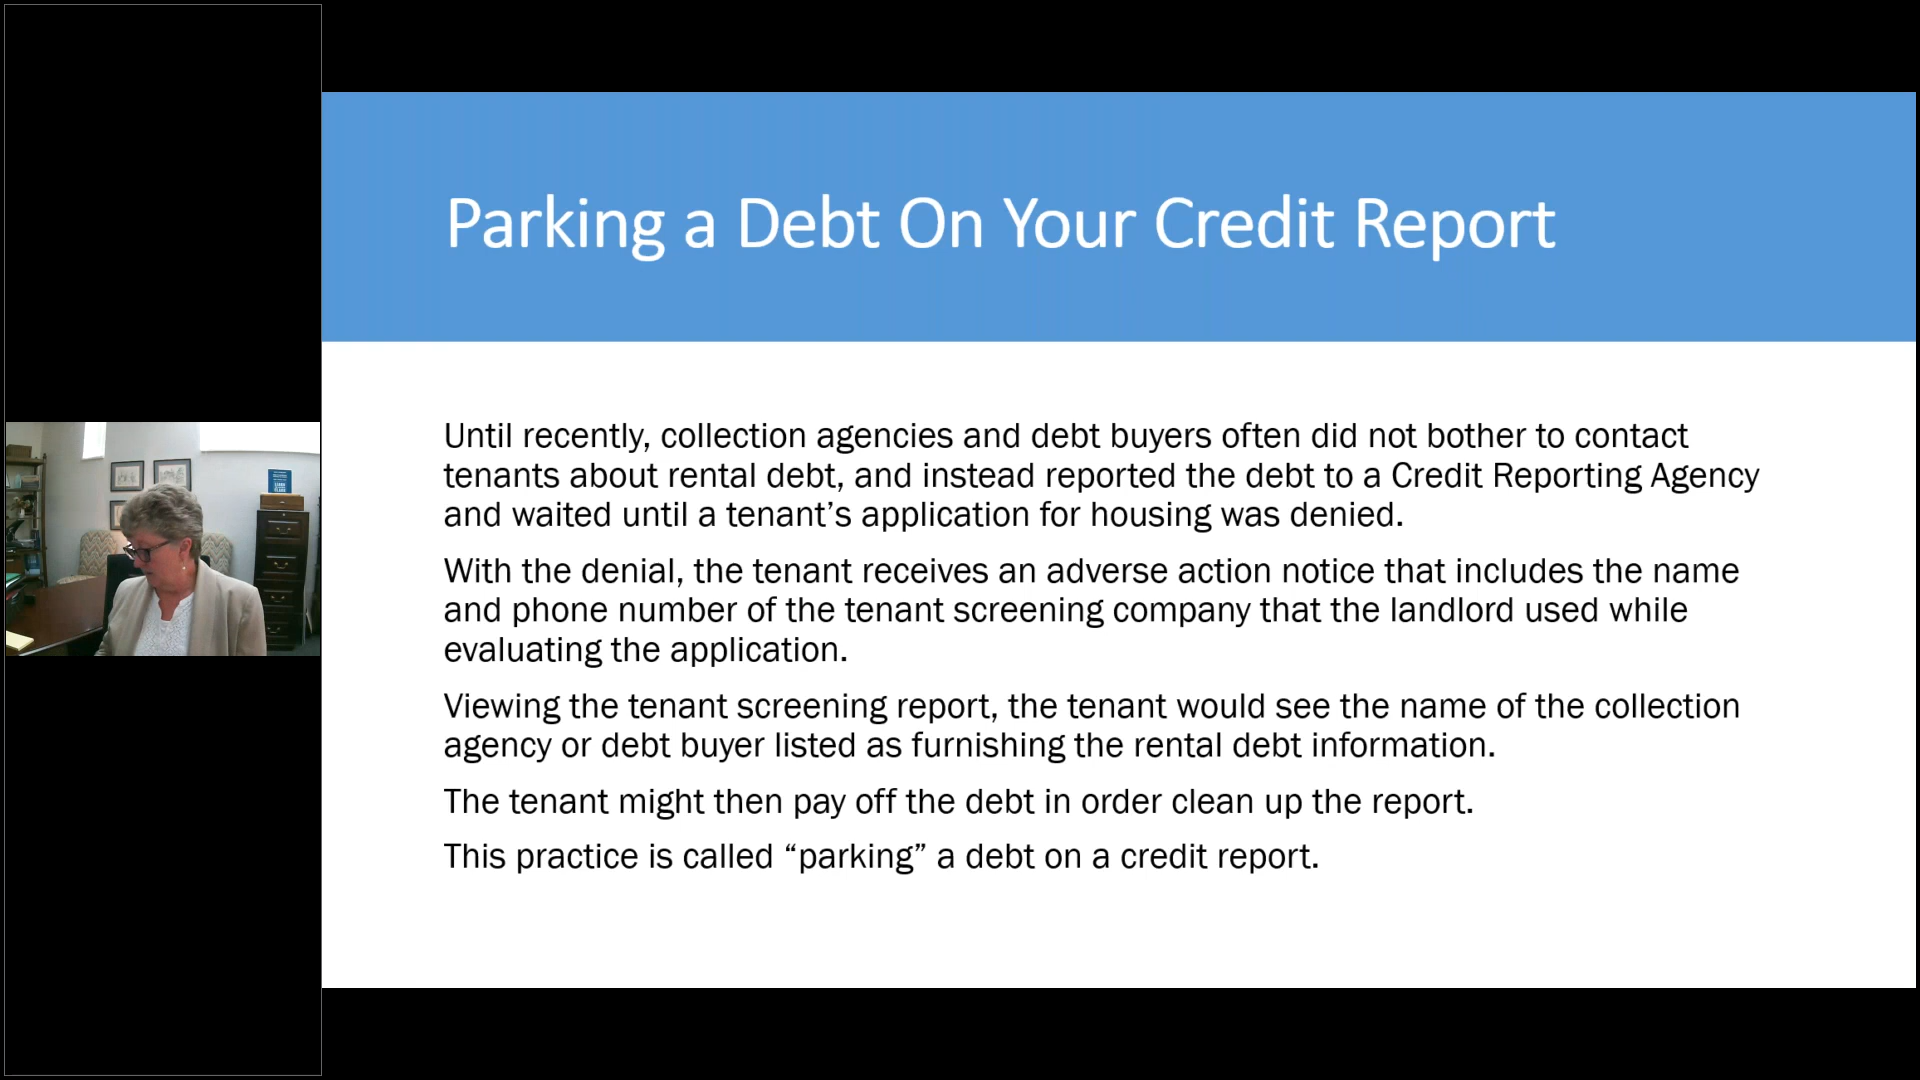 Parking a Debt On Your Credit Report
Until recently, collection agencies and debt buyers often did not bother to contact
tenants about rental debt, and instead reported the debt to a Credit Reporting Agency
and waited until a tenant’s application for housing was denied.
With the denial, the tenant receives an adverse action notice that includes the name
and phone number of the tenant screening company that the landlord used while
evaluating the application.
Viewing the tenant screening report, the tenant would see the name of the collection
agency or debt buyer listed as furnishing the rental debt information.
The tenant might then pay off the debt in order clean up the report.
This practice is called “parking” a debt on a credit report.